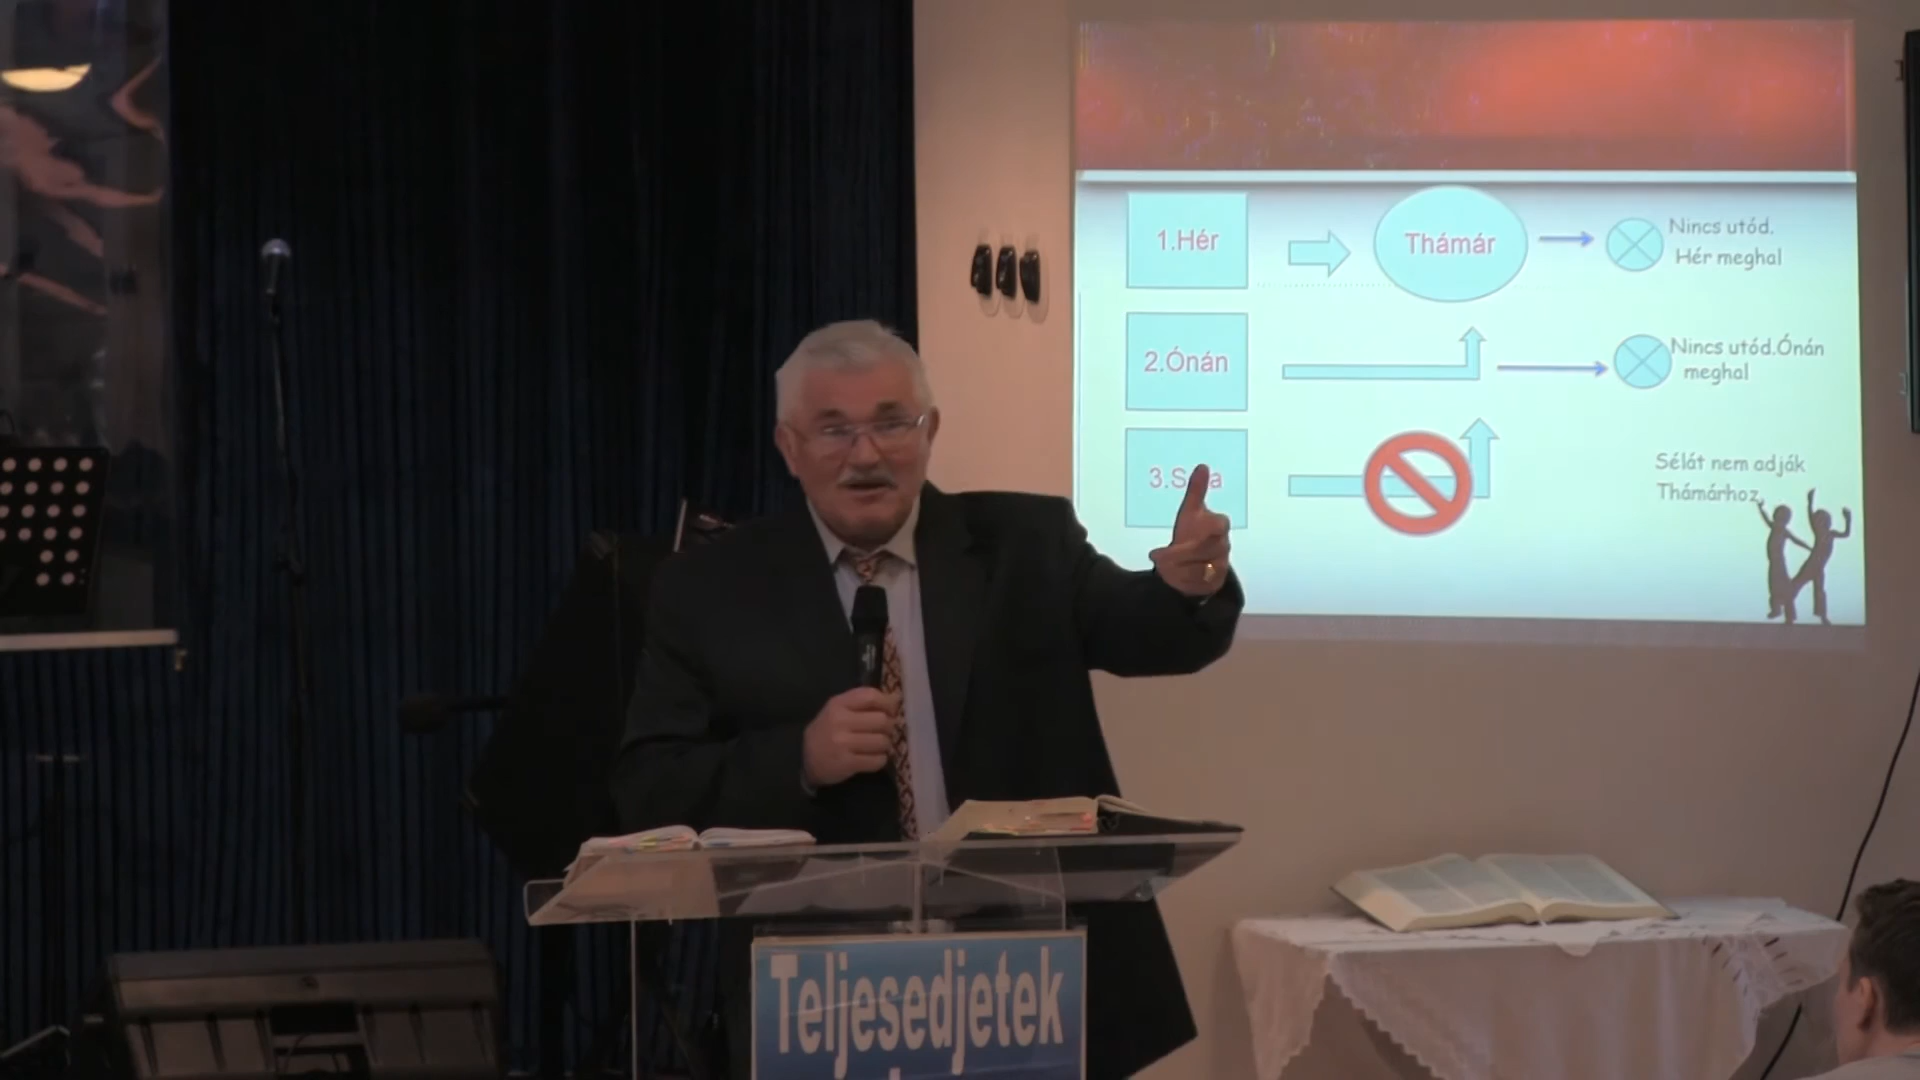 1.Hér
Thámár
Nincs utód.
Hér meghal
2.Ónán
Nincs utód.Ónán
meghal
Sélát nem adják
Thámárhoz
Teljesedjetek